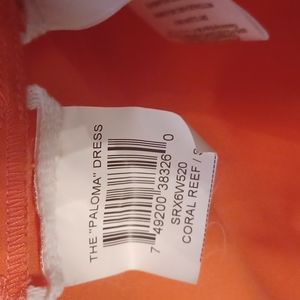 THE "PALOMA" DRESS
7 49200 38326 0
SRX6W520
CORAL REEF / S